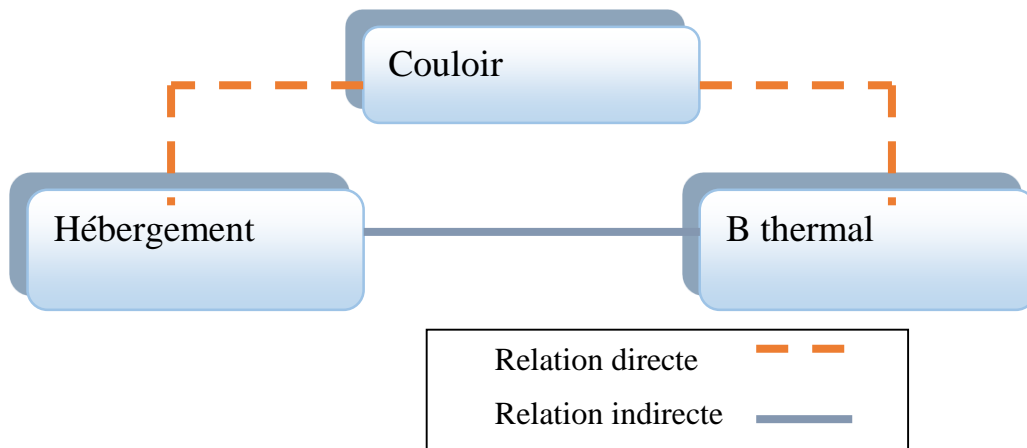 Couloir
Hébergement
B thermal
Relation directe
Relation indirecte